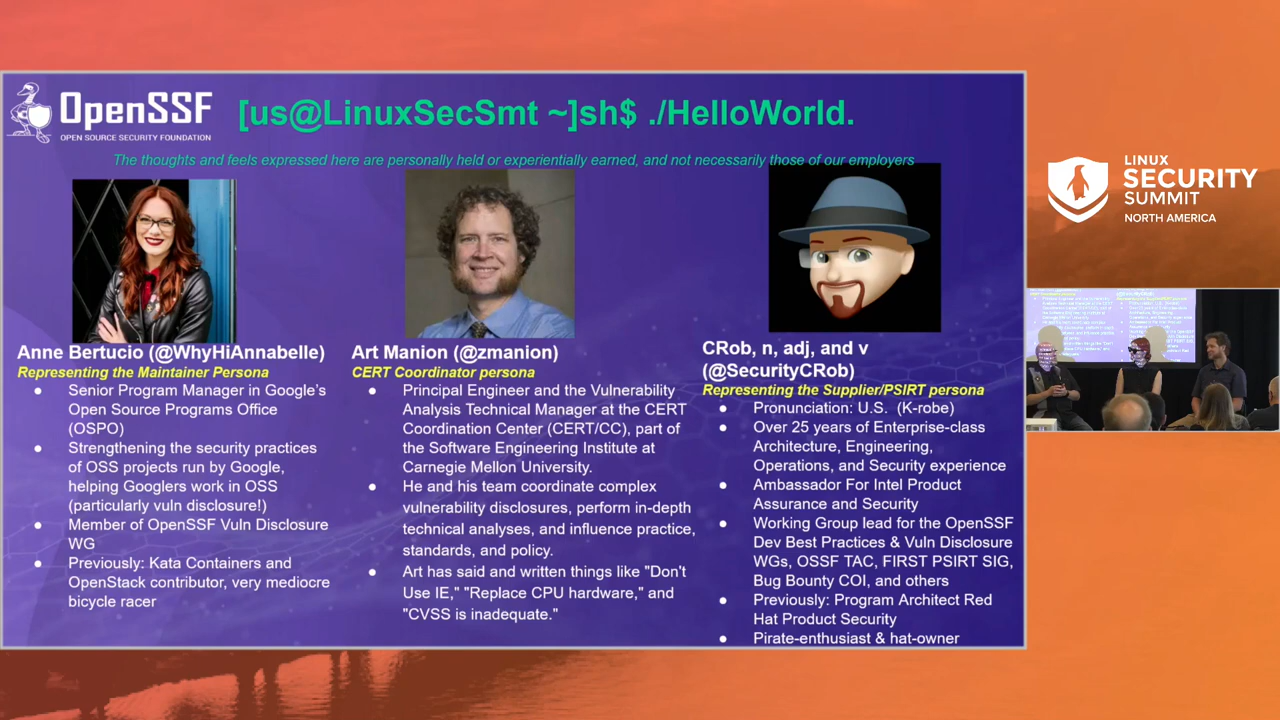 OpenSSF
OPEN SOURCE SECURITY FOUNDATION
[us@LinuxSecSmt ~]sh$ ./HelloWorld.
The thoughts and feels expressed here are personally held or experientially earned, and not necessarily those of our employers
Anne Bertucio (@WhyHiAnnabelle)
Representing the Maintainer Persona
● Senior Program Manager in Google's
Open Source Programs Office
(OSPO)
● Strengthening the security practices
of OSS projects run by Google,
helping Googlers work in OSS
(particularly vuln disclosure!)
● Member of OpenSSF Vuln Disclosure
WG
● Previously: Kata Containers and
OpenStack contributor, very mediocre
bicycle racer
Art Manion (@zmanion)
CERT Coordinator persona
● Principal Engineer and the Vulnerability
Analysis Technical Manager at the CERT
Coordination Center (CERT/CC), part of
the Software Engineering Institute at
Carnegie Mellon University.
● He and his team coordinate complex
vulnerability disclosures, perform in-depth
technical analyses, and influence practice,
standards, and policy.
● Art has said and written things like "Don't
Use IE," "Replace CPU hardware," and
"CVSS is inadequate."
CRob, n, adj, and v
(@SecurityCRob)
Representing the Supplier/PSIRT persona
● Pronunciation: U.S. (K-robe)
● Over 25 years of Enterprise-class
Architecture, Engineering,
Operations, and Security experience
● Ambassador For Intel Product
Assurance and Security
● Working Group lead for the OpenSSF
Dev Best Practices & Vuln Disclosure
WGs, OSSF TAC, FIRST PSIRT SIG,
Bug Bounty COI, and others
● Previously: Program Architect Red
Hat Product Security
● Pirate-enthusiast & hat-owner
LINUX
SECURITY
SUMMIT
NORTH AMERICA